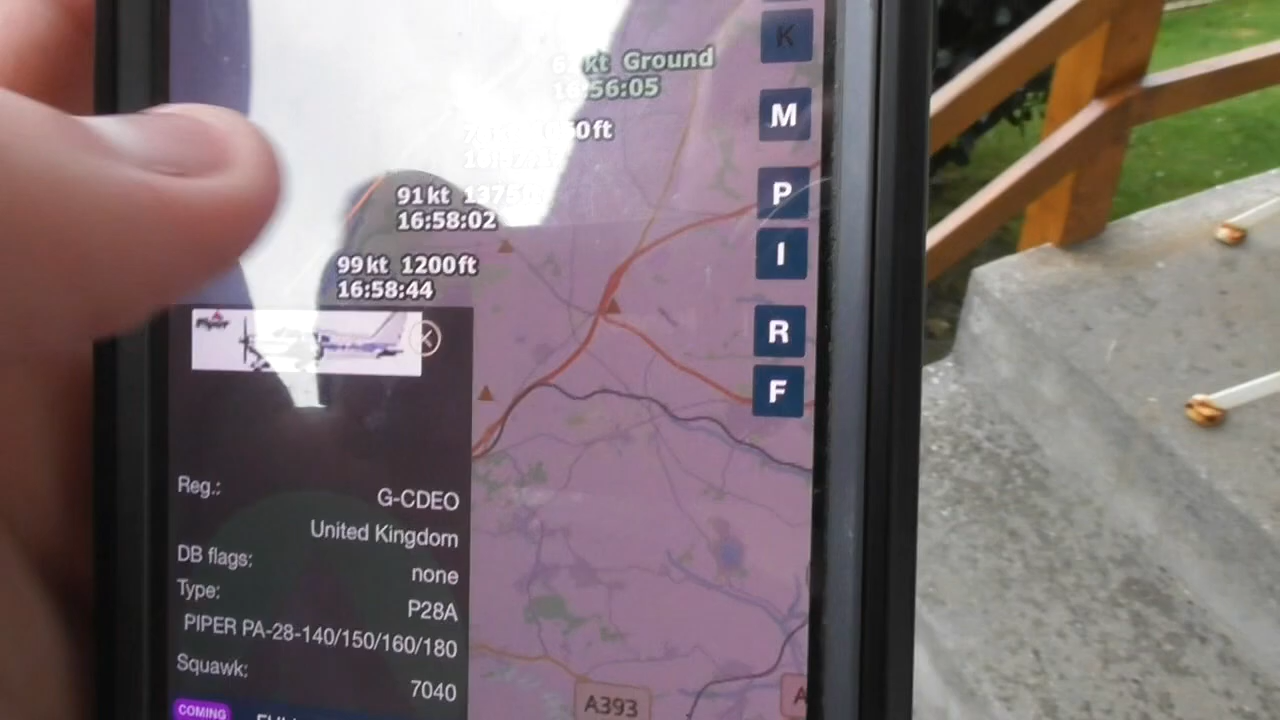 K
kt Ground
:56:05
M
ft
91 kt
P
16:58:02
I
99 kt 1200 ft
16:58:44
Piper
R
F
Reg.:
G-CDEO
United Kingdom
DB flags:
none
Type:
P28A
PIPER PA-28-140/150/160/180
Squawk:
7040
A393
A
COMING